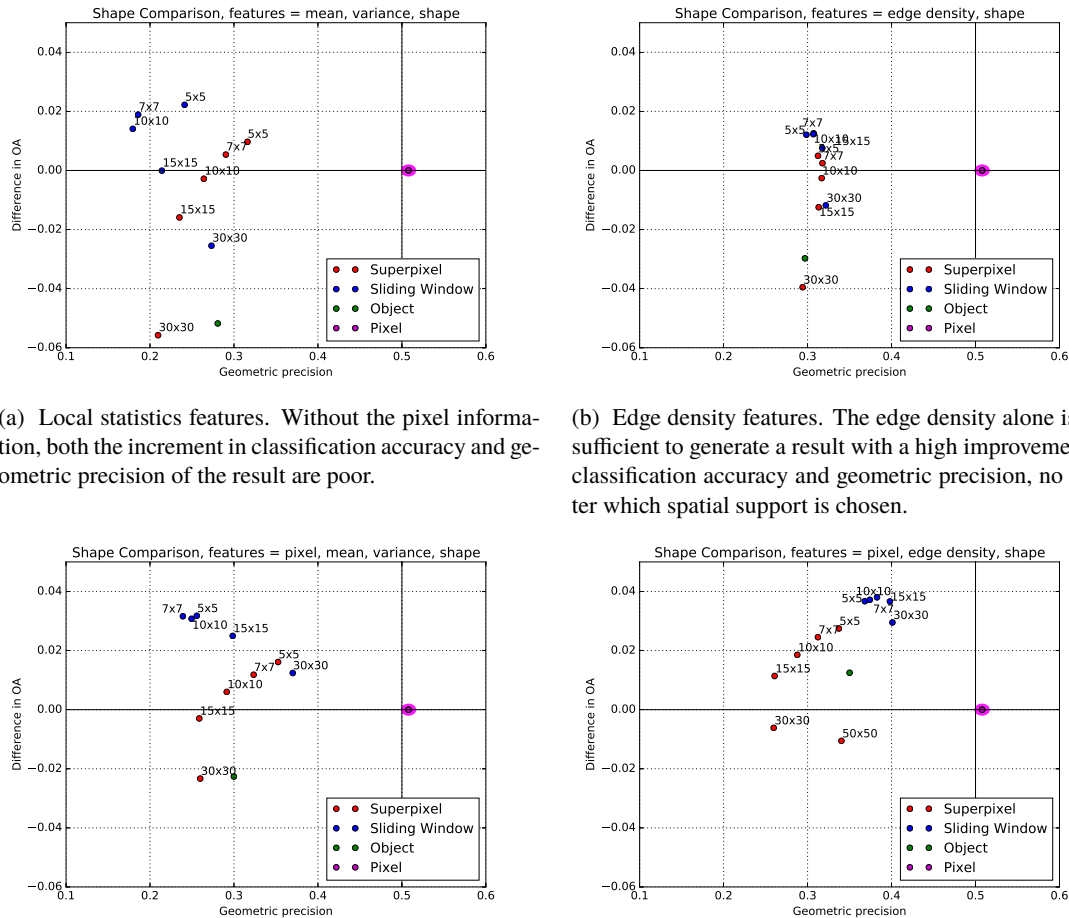 Shape Comparison, features = mean, variance, shape
0.04
0.02
0.00
−0.02
−0.04
−0.06
Difference in OA
7x7
5x5
10x10
5x5
7x7
15x15
10x10
15x15
30x30
30x30
Superpixel
Sliding Window
Object
Pixel
0.1 0.2 0.3 0.4 0.5 0.6
Geometric precision
Shape Comparison, features = edge density, shape
0.04
0.02
0.00
−0.02
−0.04
−0.06
Difference in OA
7x7
5x5
10x10
15x15
5x5
7x7
10x10
30x30
15x15
30x30
Superpixel
Sliding Window
Object
Pixel
0.1 0.2 0.3 0.4 0.5 0.6
Geometric precision
(a) Local statistics features. Without the pixel informa-
tion, both the increment in classification accuracy and ge-
ometric precision of the result are poor.
(b) Edge density features. The edge density alone is
sufficient to generate a result with a high improveme
classification accuracy and geometric precision, no
ter which spatial support is chosen.
Shape Comparison, features = pixel, mean, variance, shape
0.04
0.02
0.00
−0.02
−0.04
−0.06
Difference in OA
7x7
5x5
10x10
15x15
5x5
7x7
30x30
10x10
15x15
30x30
Superpixel
Sliding Window
Object
Pixel
0.1 0.2 0.3 0.4 0.5 0.6
Geometric precision
Shape Comparison, features = pixel, edge density, shape
0.04
0.02
0.00
−0.02
−0.04
−0.06
Difference in OA
10x10
5x5
15x15
7x7
30x30
5x5
7x7
10x10
15x15
30x30
50x50
Superpixel
Sliding Window
Object
Pixel
0.1 0.2 0.3 0.4 0.5 0.6
Geometric precision